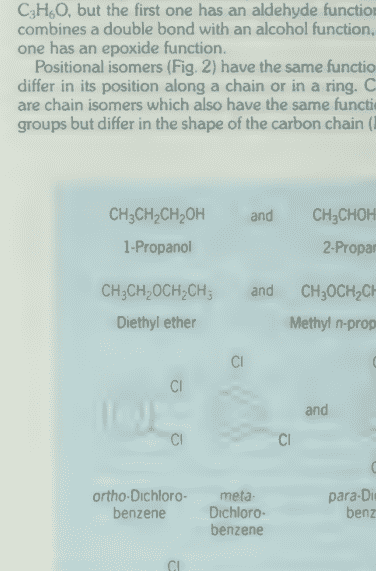 C₃H₆O, but the first one has an aldehyde function
combines a double bond with an alcohol function,
one has an epoxide function.
Positional isomers (Fig. 2) have the same functio
differ in its position along a chain or in a ring. C
are chain isomers which also have the same functi
groups but differ in the shape of the carbon chain (
CH₃CH₂CH₂OH and CH₃CHOH
1-Propanol 2-Propan
CH₃CH₂OCH₂CH₃ and CH₃OCH₂CH
Diethyl ether Methyl n-prop
Cl
Cl
and
Cl Cl
ortho-Dichloro- meta- para-Di
benzene Dichloro- benz
benzene
Cl